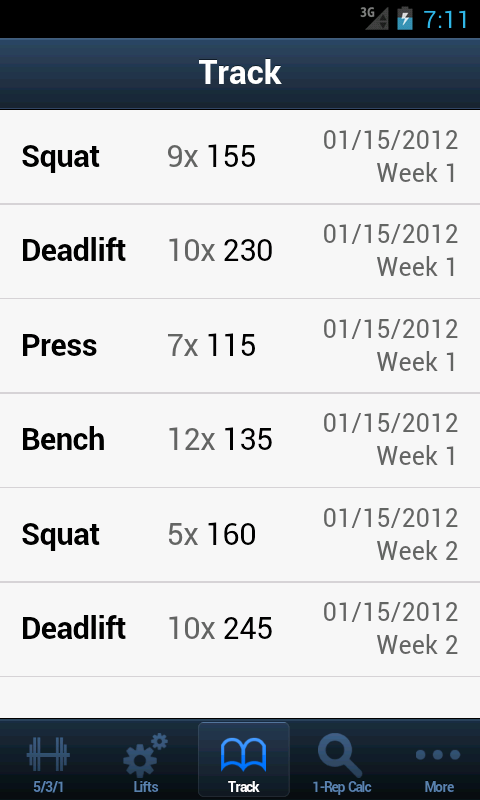 3G 7:11
Track
Squat 9x 155 01/15/2012
Week 1
Deadlift 10x 230 01/15/2012
Week 1
Press 7x 115 01/15/2012
Week 1
Bench 12x 135 01/15/2012
Week 1
Squat 5x 160 01/15/2012
Week 2
Deadlift 10x 245 01/15/2012
Week 2
5/3/1 Lifts Track 1-Rep Calc More